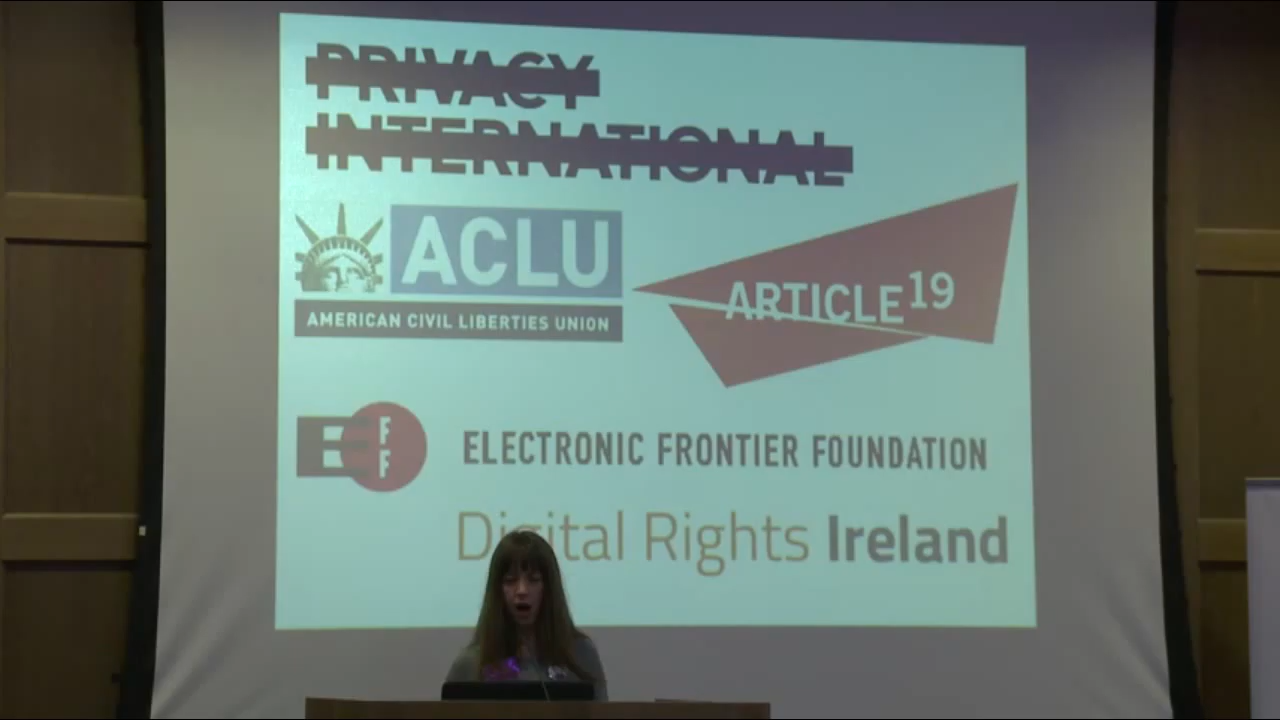 PRIVACY
INTERNATIONAL
ACLU
AMERICAN CIVIL LIBERTIES UNION
ARTICLE 19
EFF
ELECTRONIC FRONTIER FOUNDATION
Digital Rights Ireland